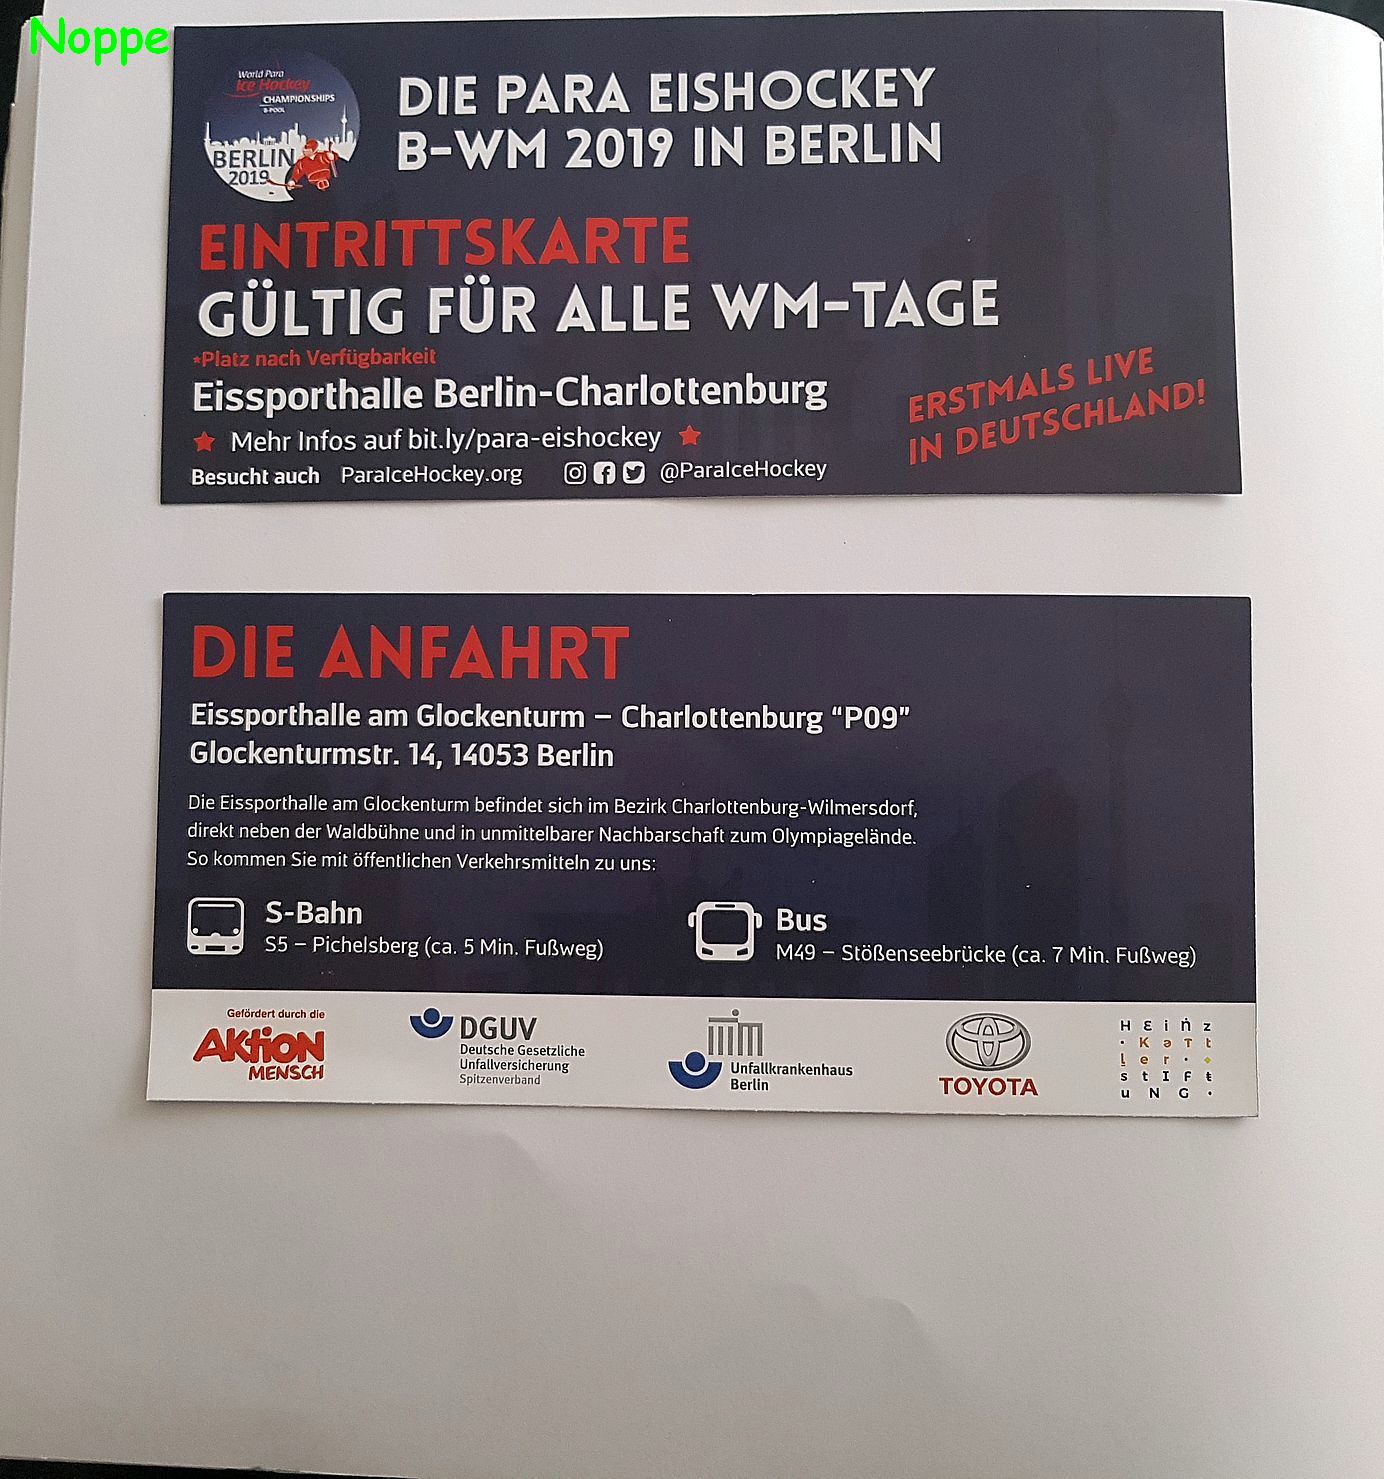 Noppe
World Para
Ice Hockey
CHAMPIONSHIPS
B-POOL
BERLIN
2019
DIE PARA EISHOCKEY
B-WM 2019 IN BERLIN
EINTRITTSKARTE
GÜLTIG FÜR ALLE WM-TAGE
*Platz nach Verfügbarkeit
Eissporthalle Berlin-Charlottenburg
Mehr Infos auf bit.ly/para-eishockey
Besucht auch ParaIceHockey.org @ParaIceHockey
ERSTMALS LIVE
IN DEUTSCHLAND!
DIE ANFAHRT
Eissporthalle am Glockenturm – Charlottenburg “P09”
Glockenturmstr. 14, 14053 Berlin
Die Eissporthalle am Glockenturm befindet sich im Bezirk Charlottenburg-Wilmersdorf,
direkt neben der Waldbühne und in unmittelbarer Nachbarschaft zum Olympiagelände.
So kommen Sie mit öffentlichen Verkehrsmitteln zu uns:
S-Bahn
S5 – Pichelsberg (ca. 5 Min. Fußweg)
Bus
M49 – Stößenseebrücke (ca. 7 Min. Fußweg)
Gefördert durch die
AKTION
MENSCH
DGUV
Deutsche Gesetzliche
Unfallversicherung
Spitzenverband
Unfallkrankenhaus
Berlin
TOYOTA
H ε i ṅ z
· K ə T t
ļ e r · ⋄
s t I F ŧ
u N G ·